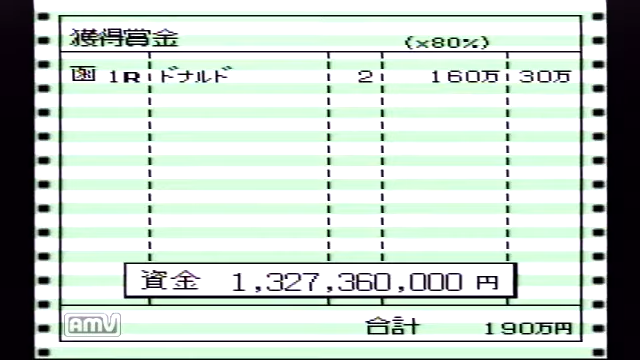 獲得賞金 (×80%)
函 1R ドナルド 2 160万 30万
資金 1,327,360,000 円
合計 190万円
AMV